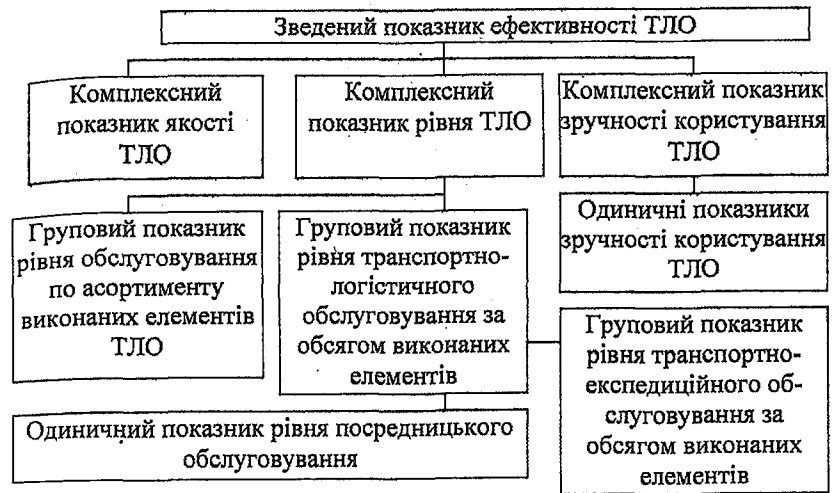 Зведений показник ефективності ТЛО
Комплексний
показник якості
ТЛО
Комплексний
показник рівня ТЛО
Комплексний показник
зручності користування
ТЛО
Груповий показник
рівня обслуговування
по асортименту
виконаних елементів
ТЛО
Груповий показник
рівня транспортно-
логістичного
обслуговування за
обсягом виконаних
елементів
Одиничні показники
зручності користування
ТЛО
Груповий показник
рівня транспортно-
експедиційного об-
слуговування за
обсягом виконаних
елементів
Одиничний показник рівня посредницького
обслуговування